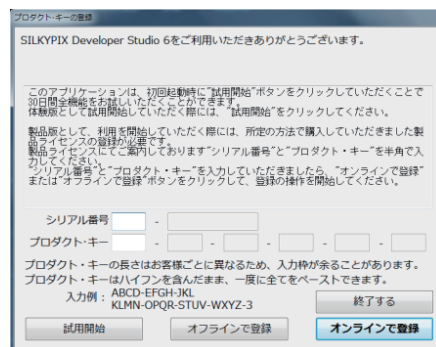 プロダクト・キーの登録
SILKYPIX Developer Studio 6をご利用いただきありがとうございます。
このアプリケーションは、初回起動時に"試用開始"ボタンをクリックしていただくことで
30日間全機能をお試しいただくことができます。
体験版として試用開始していただく際には、"試用開始"をクリックしてください。
製品版として、利用を開始していただく際には、所定の方法で購入していただきました製
品ライセンスの登録が必要です。
製品ライセンスにてご案内しております"シリアル番号"と"プロダクト・キー"を半角で入
力してください。
"シリアル番号"と"プロダクト・キー"を入力していただきましたら、"オンラインで登録"
または"オフラインで登録"ボタンをクリックして、登録の操作を開始してください。
シリアル番号 -
プロダクト・キー - - - - -
プロダクト・キーの長さはお客様ごとに異なるため、入力枠が余ることがあります。
プロダクト・キーはハイフンを含んだまま、一度に全てをペーストできます。
入力例： ABCD-EFGH-JKL
KLMN-OPQR-STUV-WXYZ-3
終了する
試用開始
オフラインで登録
オンラインで登録